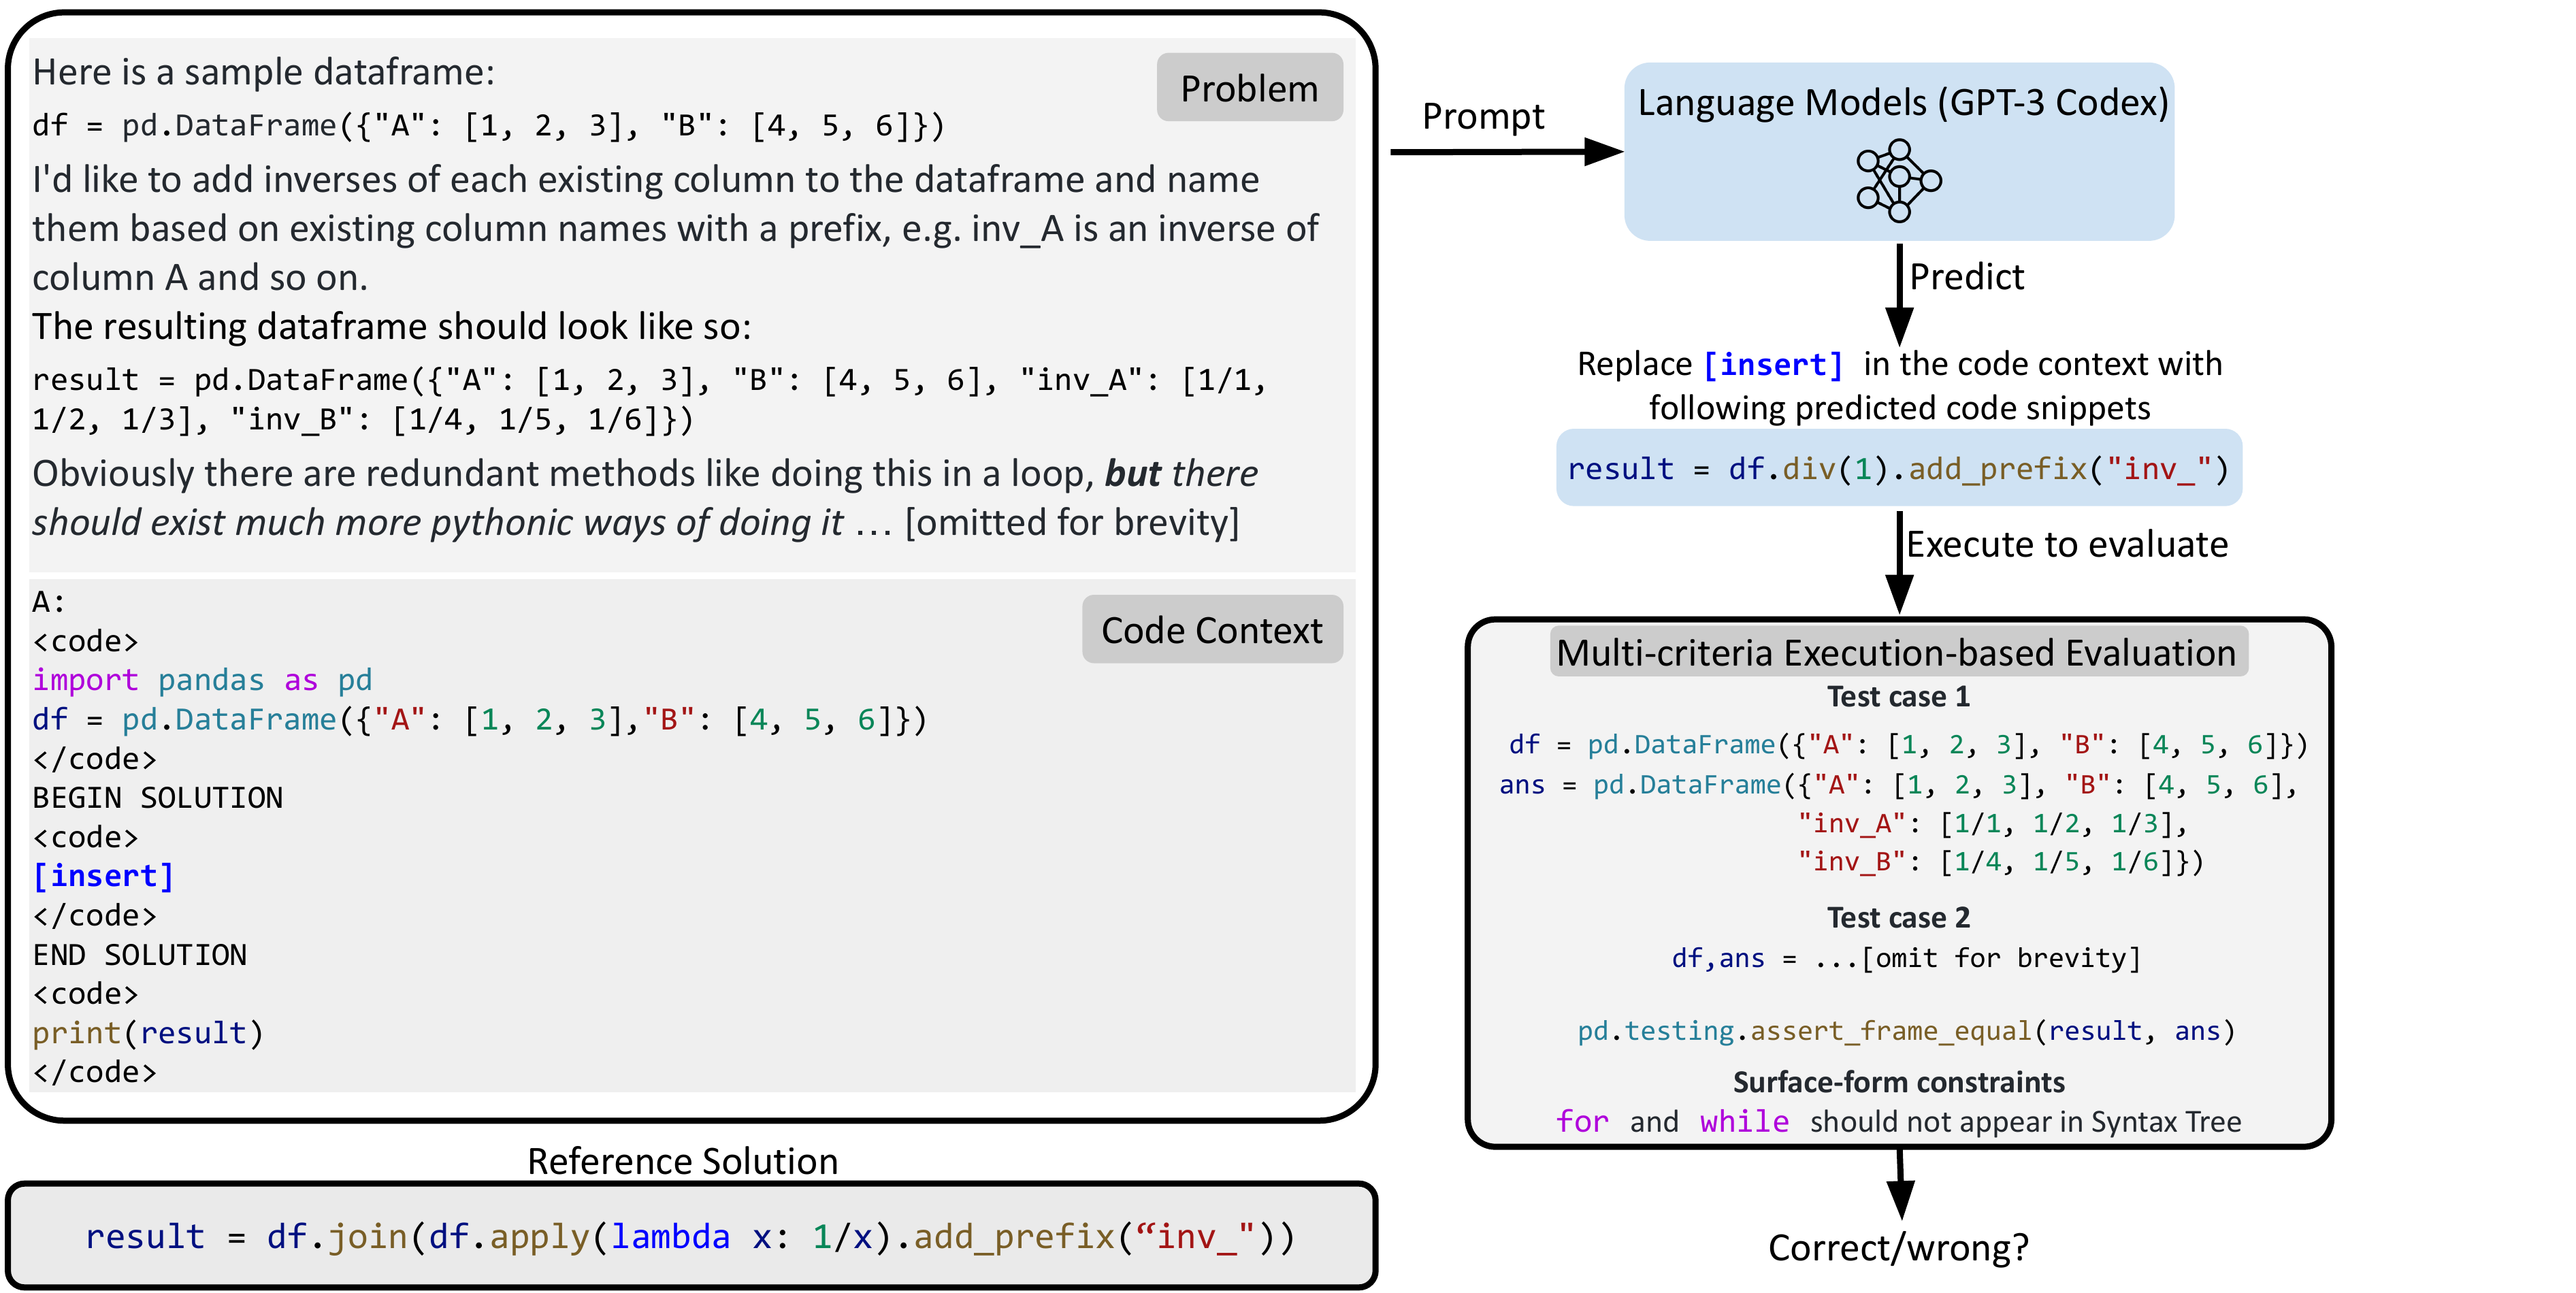 Problem
Here is a sample dataframe:
df = pd.DataFrame({"A": [1, 2, 3], "B": [4, 5, 6]})
I'd like to add inverses of each existing column to the dataframe and name
them based on existing column names with a prefix, e.g. inv_A is an inverse of
column A and so on.
The resulting dataframe should look like so:
result = pd.DataFrame({"A": [1, 2, 3], "B": [4, 5, 6], "inv_A": [1/1,
1/2, 1/3], "inv_B": [1/4, 1/5, 1/6]})
Obviously there are redundant methods like doing this in a loop, but there
should exist much more pythonic ways of doing it … [omitted for brevity]
Code Context
A:
<code>
import pandas as pd
df = pd.DataFrame({"A": [1, 2, 3],"B": [4, 5, 6]})
</code>
BEGIN SOLUTION
<code>
[insert]
</code>
END SOLUTION
<code>
print(result)
</code>
Reference Solution
result = df.join(df.apply(lambda x: 1/x).add_prefix(“inv_"))
Prompt
Language Models (GPT-3 Codex)
Predict
Replace [insert] in the code context with
following predicted code snippets
result = df.div(1).add_prefix("inv_")
Execute to evaluate
Multi-criteria Execution-based Evaluation
Test case 1
df = pd.DataFrame({"A": [1, 2, 3], "B": [4, 5, 6]})
ans = pd.DataFrame({"A": [1, 2, 3], "B": [4, 5, 6],
"inv_A": [1/1, 1/2, 1/3],
"inv_B": [1/4, 1/5, 1/6]})
Test case 2
df,ans = ...[omit for brevity]
pd.testing.assert_frame_equal(result, ans)
Surface-form constraints
for and while should not appear in Syntax Tree
Correct/wrong?